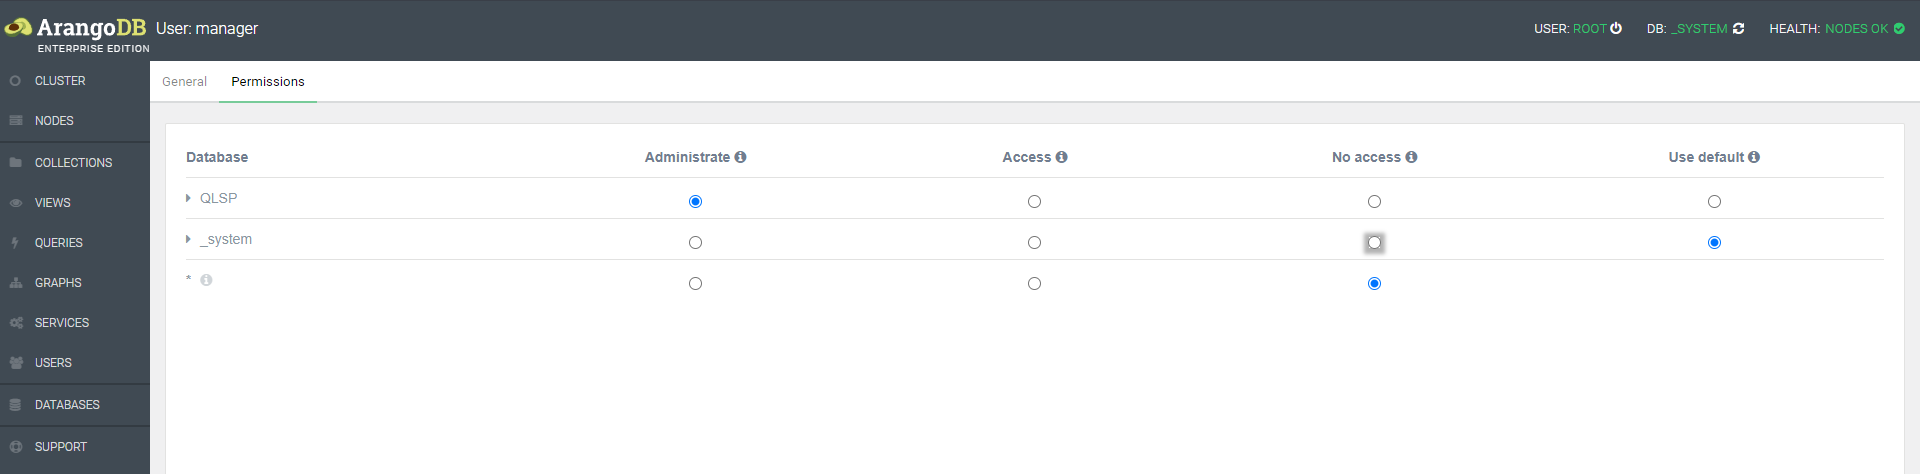 ArangoDB User: manager USER: ROOT DB: _SYSTEM HEALTH: NODES OK
ENTERPRISE EDITION
CLUSTER
NODES
COLLECTIONS
VIEWS
QUERIES
GRAPHS
SERVICES
USERS
DATABASES
SUPPORT
General Permissions
Database Administrate Access No access Use default
QLSP
_system
*